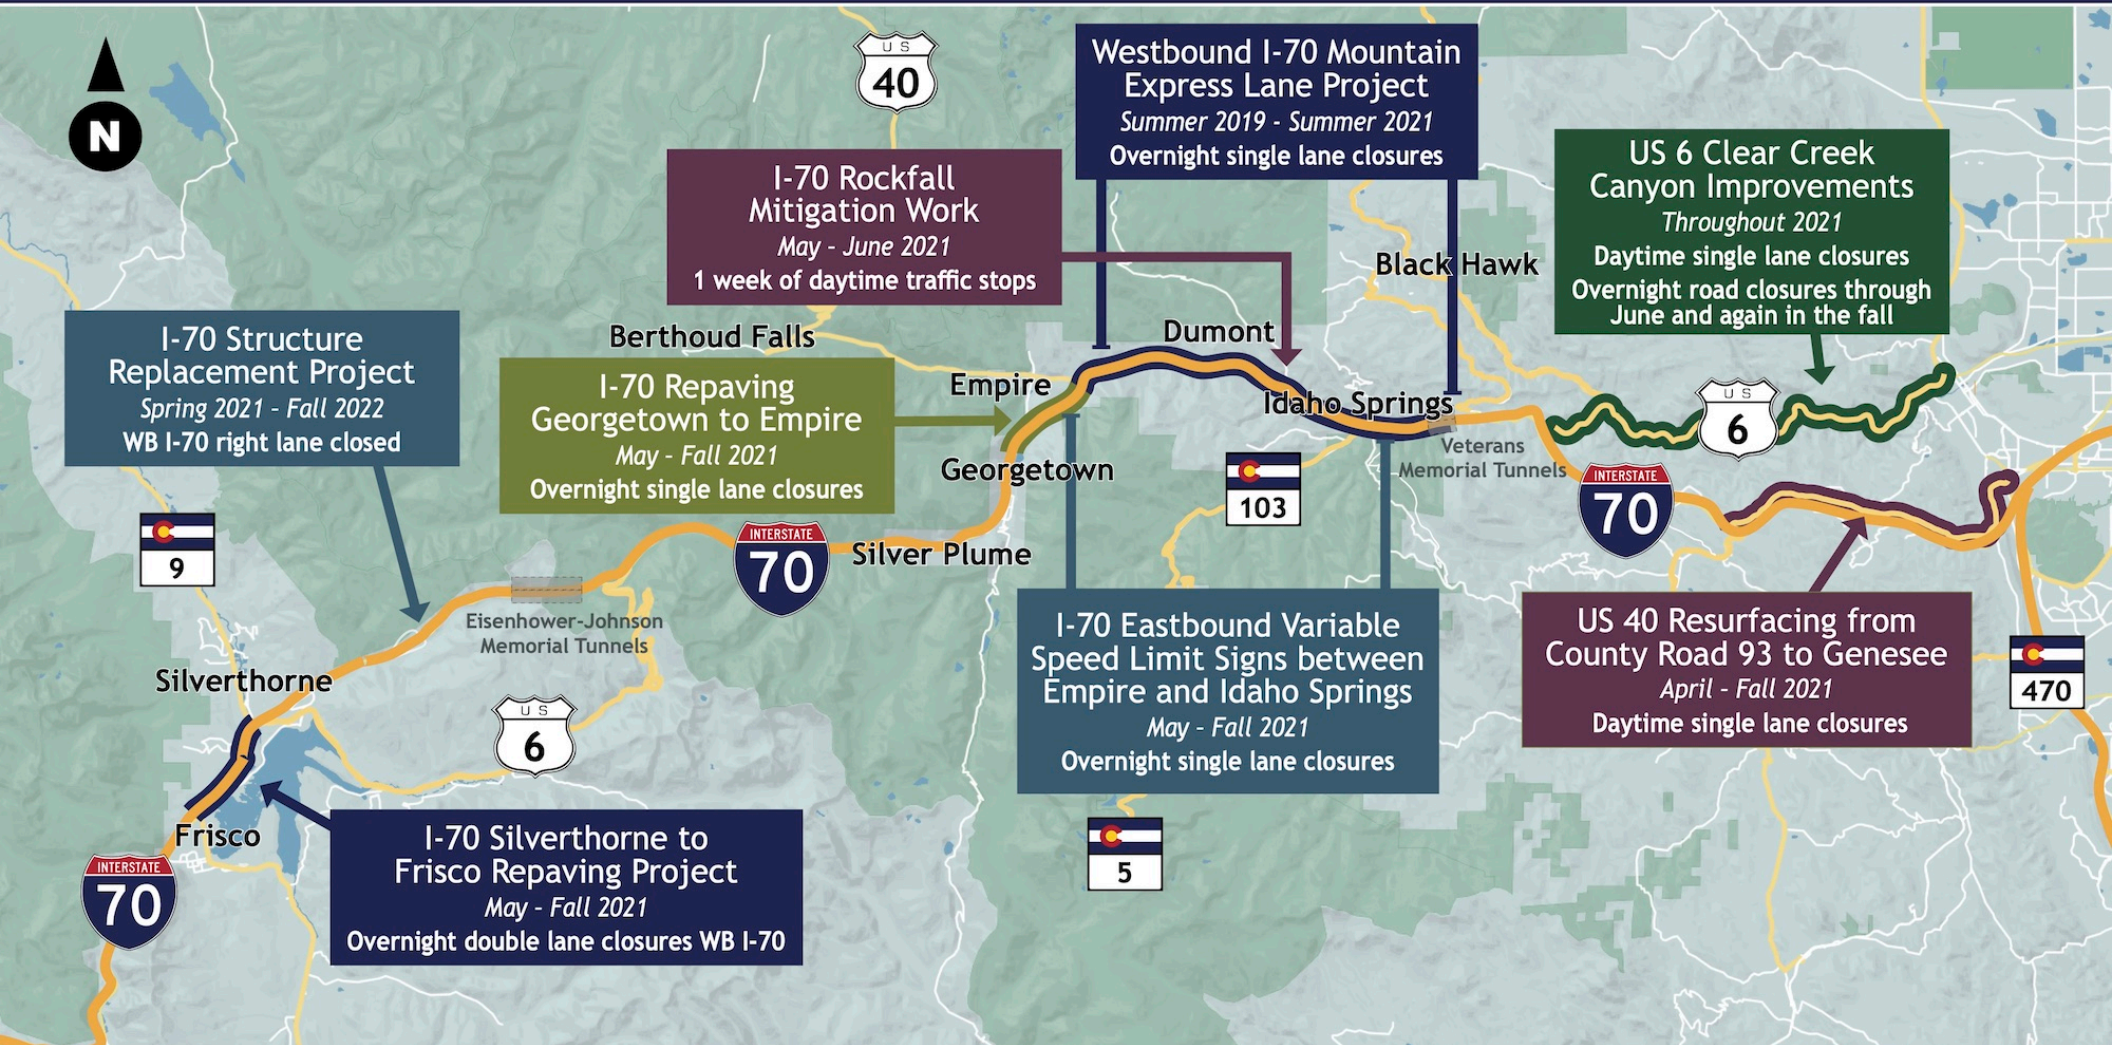 N
US
40
Westbound I-70 Mountain
Express Lane Project
Summer 2019 - Summer 2021
Overnight single lane closures
I-70 Rockfall
Mitigation Work
May - June 2021
1 week of daytime traffic stops
US 6 Clear Creek
Canyon Improvements
Throughout 2021
Daytime single lane closures
Overnight road closures through
June and again in the fall
Black Hawk
I-70 Structure
Replacement Project
Spring 2021 - Fall 2022
WB I-70 right lane closed
Berthoud Falls
Dumont
I-70 Repaving
Georgetown to Empire
May - Fall 2021
Overnight single lane closures
Empire
Idaho Springs
Georgetown
Veterans
Memorial Tunnels
US
6
INTERSTATE
70
103
9
INTERSTATE
70
Silver Plume
Eisenhower-Johnson
Memorial Tunnels
I-70 Eastbound Variable
Speed Limit Signs between
Empire and Idaho Springs
May - Fall 2021
Overnight single lane closures
US 40 Resurfacing from
County Road 93 to Genesee
April - Fall 2021
Daytime single lane closures
470
Silverthorne
US
6
Frisco
I-70 Silverthorne to
Frisco Repaving Project
May - Fall 2021
Overnight double lane closures WB I-70
INTERSTATE
70
5